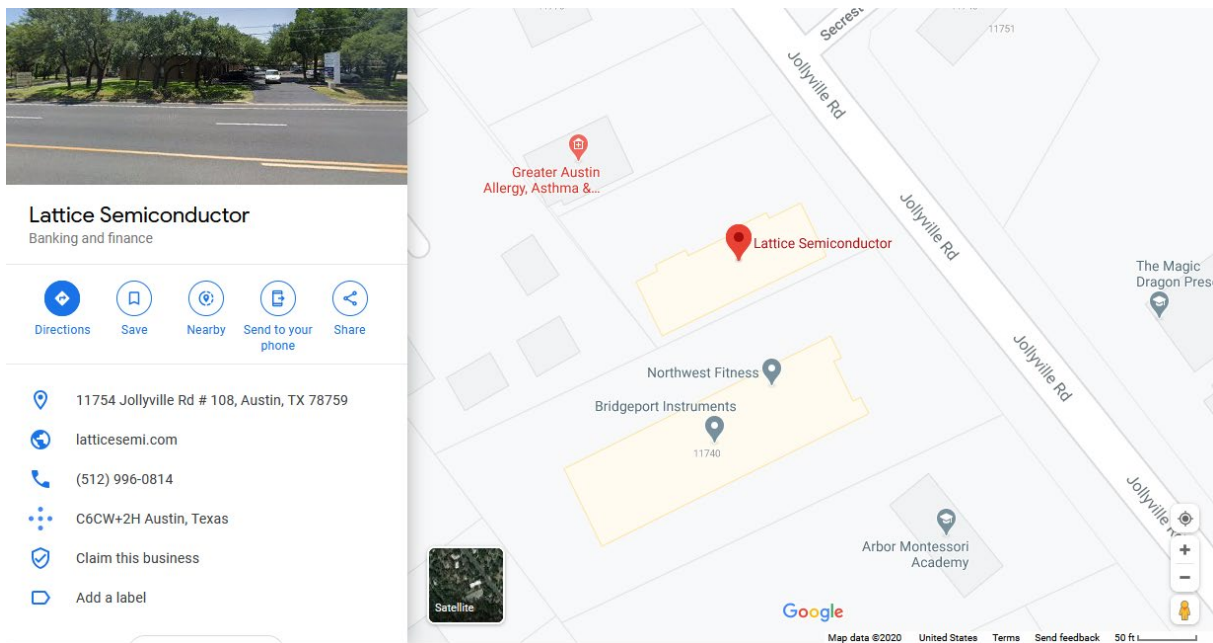 Lattice Semiconductor
Banking and finance
Directions
Save
Nearby
Send to your
phone
Share
11754 Jollyville Rd # 108, Austin, TX 78759
latticesemi.com
(512) 996-0814
C6CW+2H Austin, Texas
Claim this business
Add a label
Secrest
11751
Jollyville Rd
Greater Austin
Allergy, Asthma &...
Jollyville Rd
Lattice Semiconductor
The Magic
Dragon Pres
Jollyville Rd
Northwest Fitness
Bridgeport Instruments
11740
Jollyville Rd
Arbor Montessori
Academy
Satellite
Google
Map data ©2020 United States Terms Send feedback 50 ft